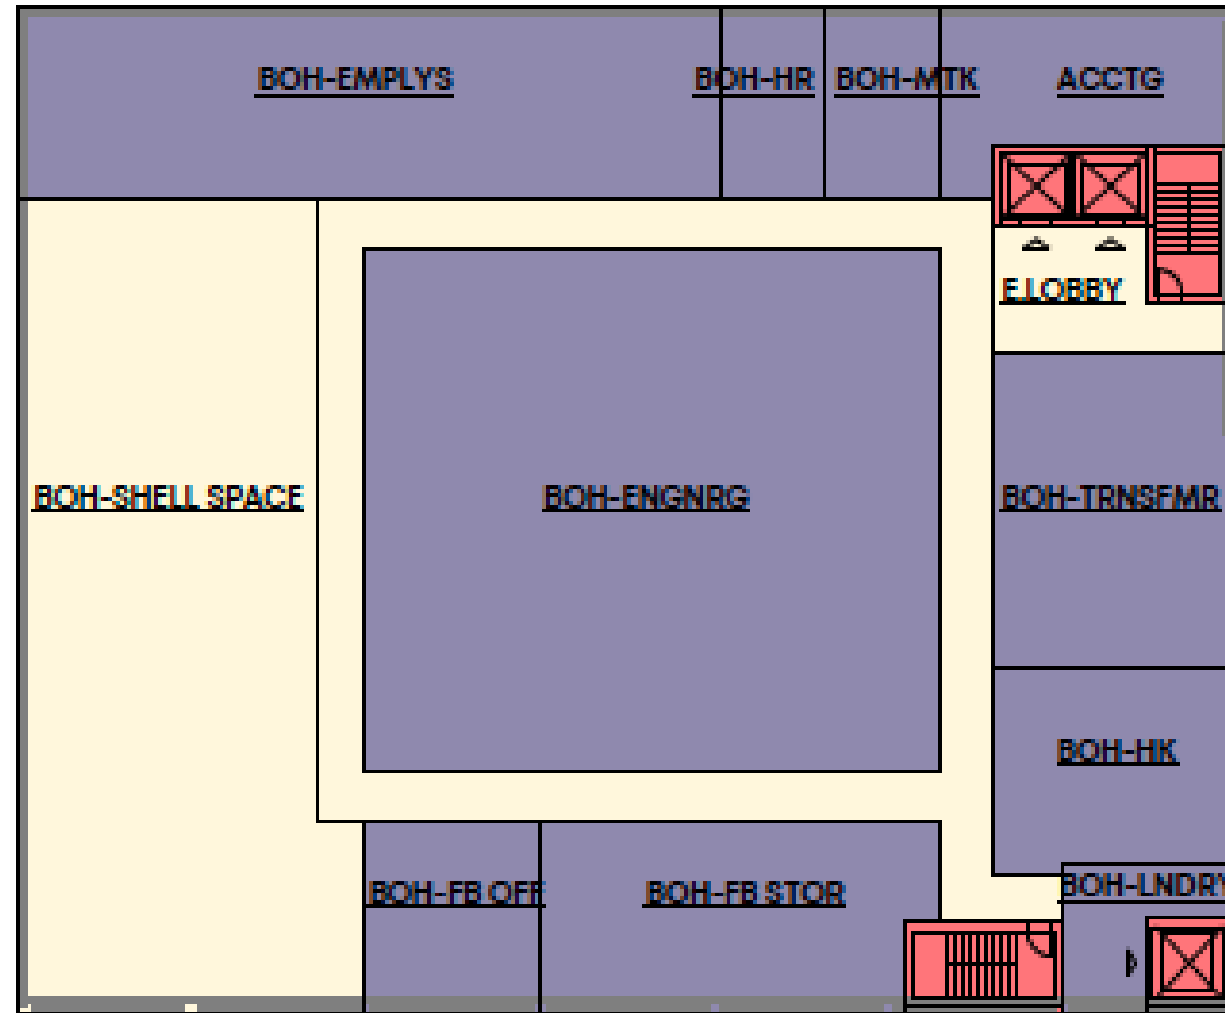 BOH-EMPLYS
BOH-HR
BOH-MTK
ACCTG
E.LOBBY
BOH-SHELL SPACE
BOH-ENGNRG
BOH-TRNSFMR
BOH-HK
BOH-FB OFF
BOH-FB STOR
BOH-LNDRY